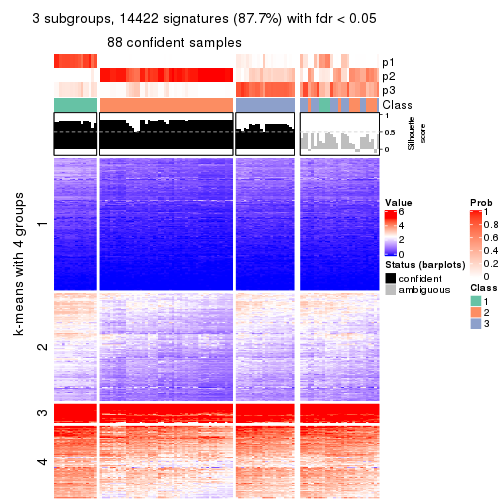 3 subgroups, 14422 signatures (87.7%) with fdr < 0.05
88 confident samples
p1
p2
p3
Class
1
0.5
0
Silhouette
score
k-means with 4 groups
1
2
3
4
Value
6
4
2
0
Status (barplots)
confident
ambiguous
Prob
1
0.8
0.6
0.4
0.2
0
Class
1
2
3